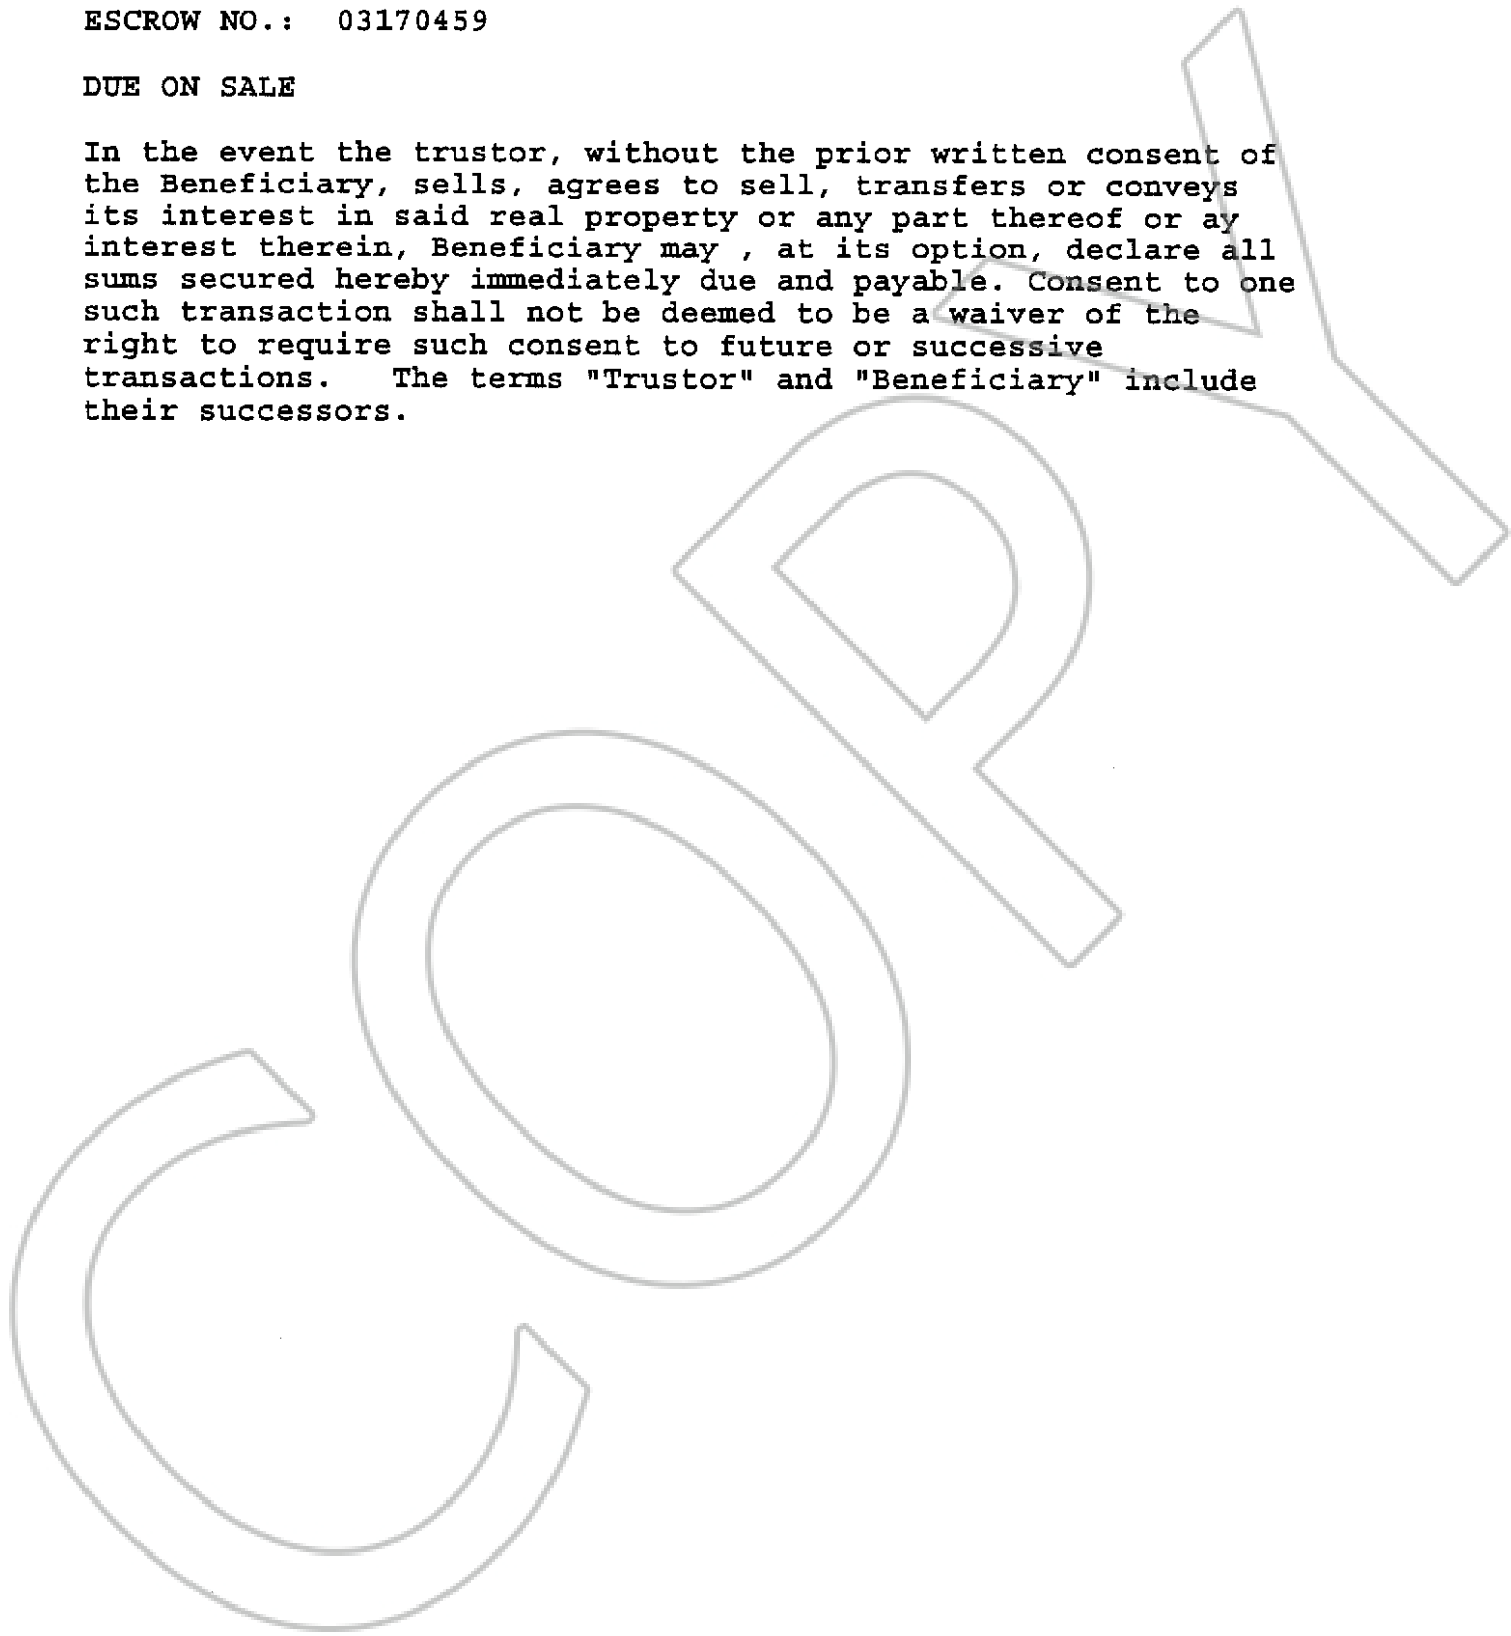 ESCROW NO.: 03170459
DUE ON SALE
In the event the trustor, without the prior written consent of
the Beneficiary, sells, agrees to sell, transfers or conveys
its interest in said real property or any part thereof or ay
interest therein, Beneficiary may , at its option, declare all
sums secured hereby immediately due and payable. Consent to one
such transaction shall not be deemed to be a waiver of the
right to require such consent to future or successive
transactions. The terms "Trustor" and "Beneficiary" include
their successors.
COPY